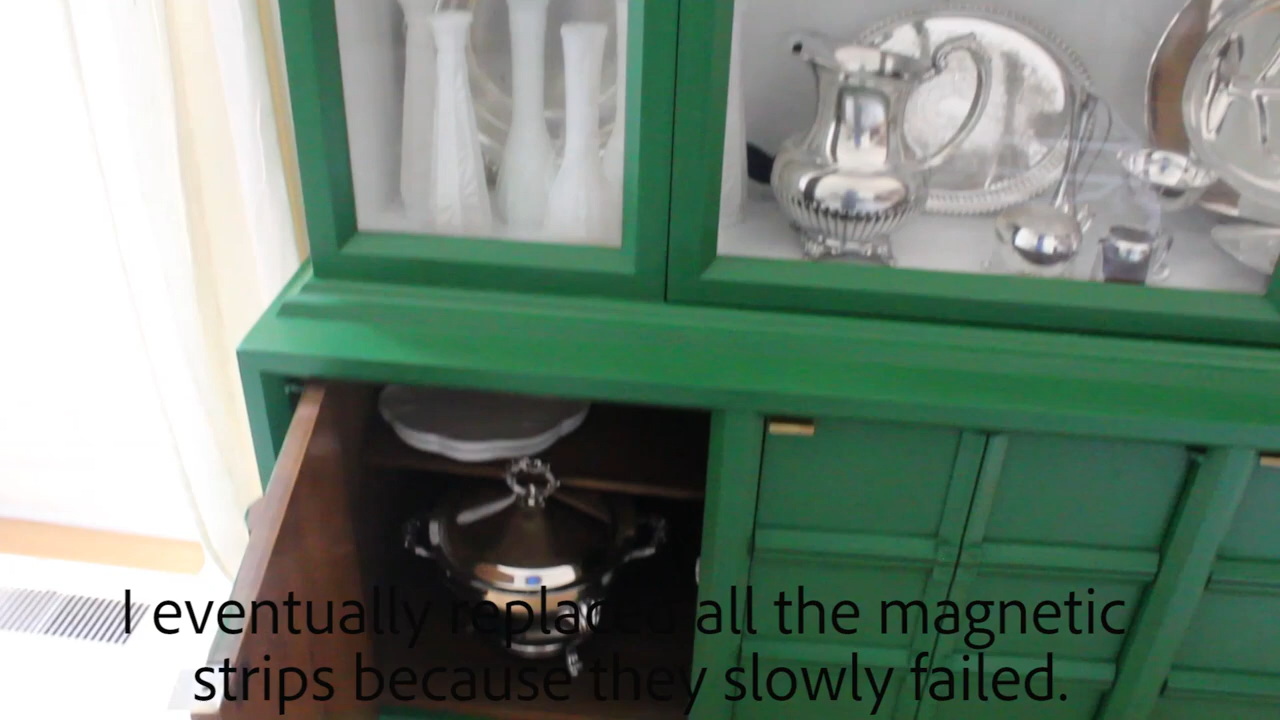 I eventually replaced all the magnetic
strips because they slowly failed.